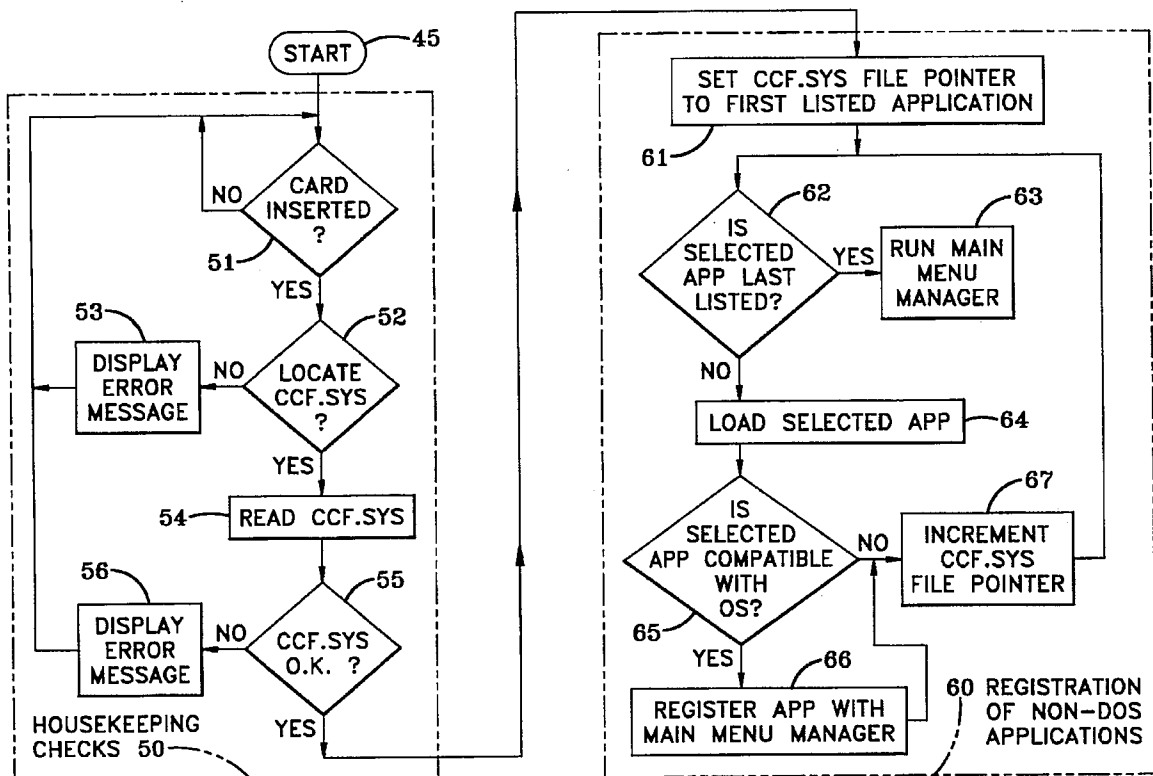 START
45
CARD
INSERTED
?
NO
51
YES
52
LOCATE
CCF.SYS
?
NO
53
DISPLAY
ERROR
MESSAGE
YES
54
READ CCF.SYS
55
CCF.SYS
O.K. ?
NO
56
DISPLAY
ERROR
MESSAGE
YES
HOUSEKEEPING
CHECKS 50
SET CCF.SYS FILE POINTER
TO FIRST LISTED APPLICATION
61
62
IS
SELECTED
APP LAST
LISTED?
YES
63
RUN MAIN
MENU
MANAGER
NO
LOAD SELECTED APP
64
IS
SELECTED
APP COMPATIBLE
WITH
OS?
65
NO
67
INCREMENT
CCF.SYS
FILE POINTER
YES
66
REGISTER APP WITH
MAIN MENU MANAGER
60 REGISTRATION
OF NON-DOS
APPLICATIONS